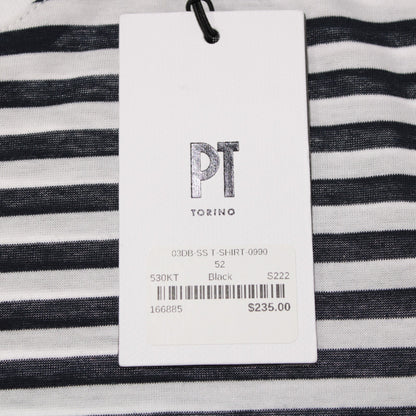 PT
TORINO
03DB-SS T-SHIRT-0990
52
530KT Black S222
166885 $235.00